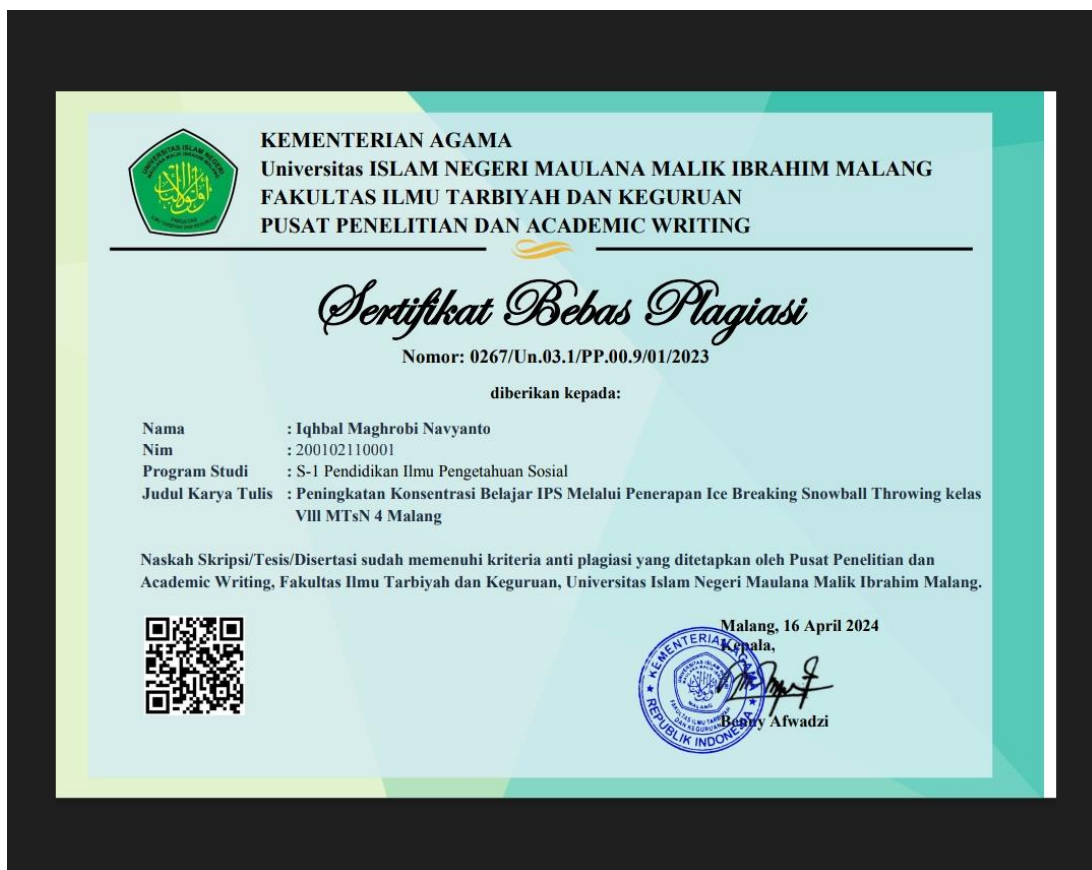 KEMENTERIAN AGAMA
Universitas ISLAM NEGERI MAULANA MALIK IBRAHIM MALANG
FAKULTAS ILMU TARBIYAH DAN KEGURUAN
PUSAT PENELITIAN DAN ACADEMIC WRITING
Sertifikat Bebas Plagiasi
Nomor: 0267/Un.03.1/PP.00.9/01/2023
diberikan kepada:
Nama : Iqhbal Maghrobi Navyanto
Nim : 200102110001
Program Studi : S-1 Pendidikan Ilmu Pengetahuan Sosial
Judul Karya Tulis : Peningkatan Konsentrasi Belajar IPS Melalui Penerapan Ice Breaking Snowball Throwing kelas
Vlll MTsN 4 Malang
Naskah Skripsi/Tesis/Disertasi sudah memenuhi kriteria anti plagiasi yang ditetapkan oleh Pusat Penelitian dan
Academic Writing, Fakultas Ilmu Tarbiyah dan Keguruan, Universitas Islam Negeri Maulana Malik Ibrahim Malang.
Malang, 16 April 2024
Kepala,
KEMENTERIAN AGAMA
REPUBLIK INDONESIA
Benny Afwadzi